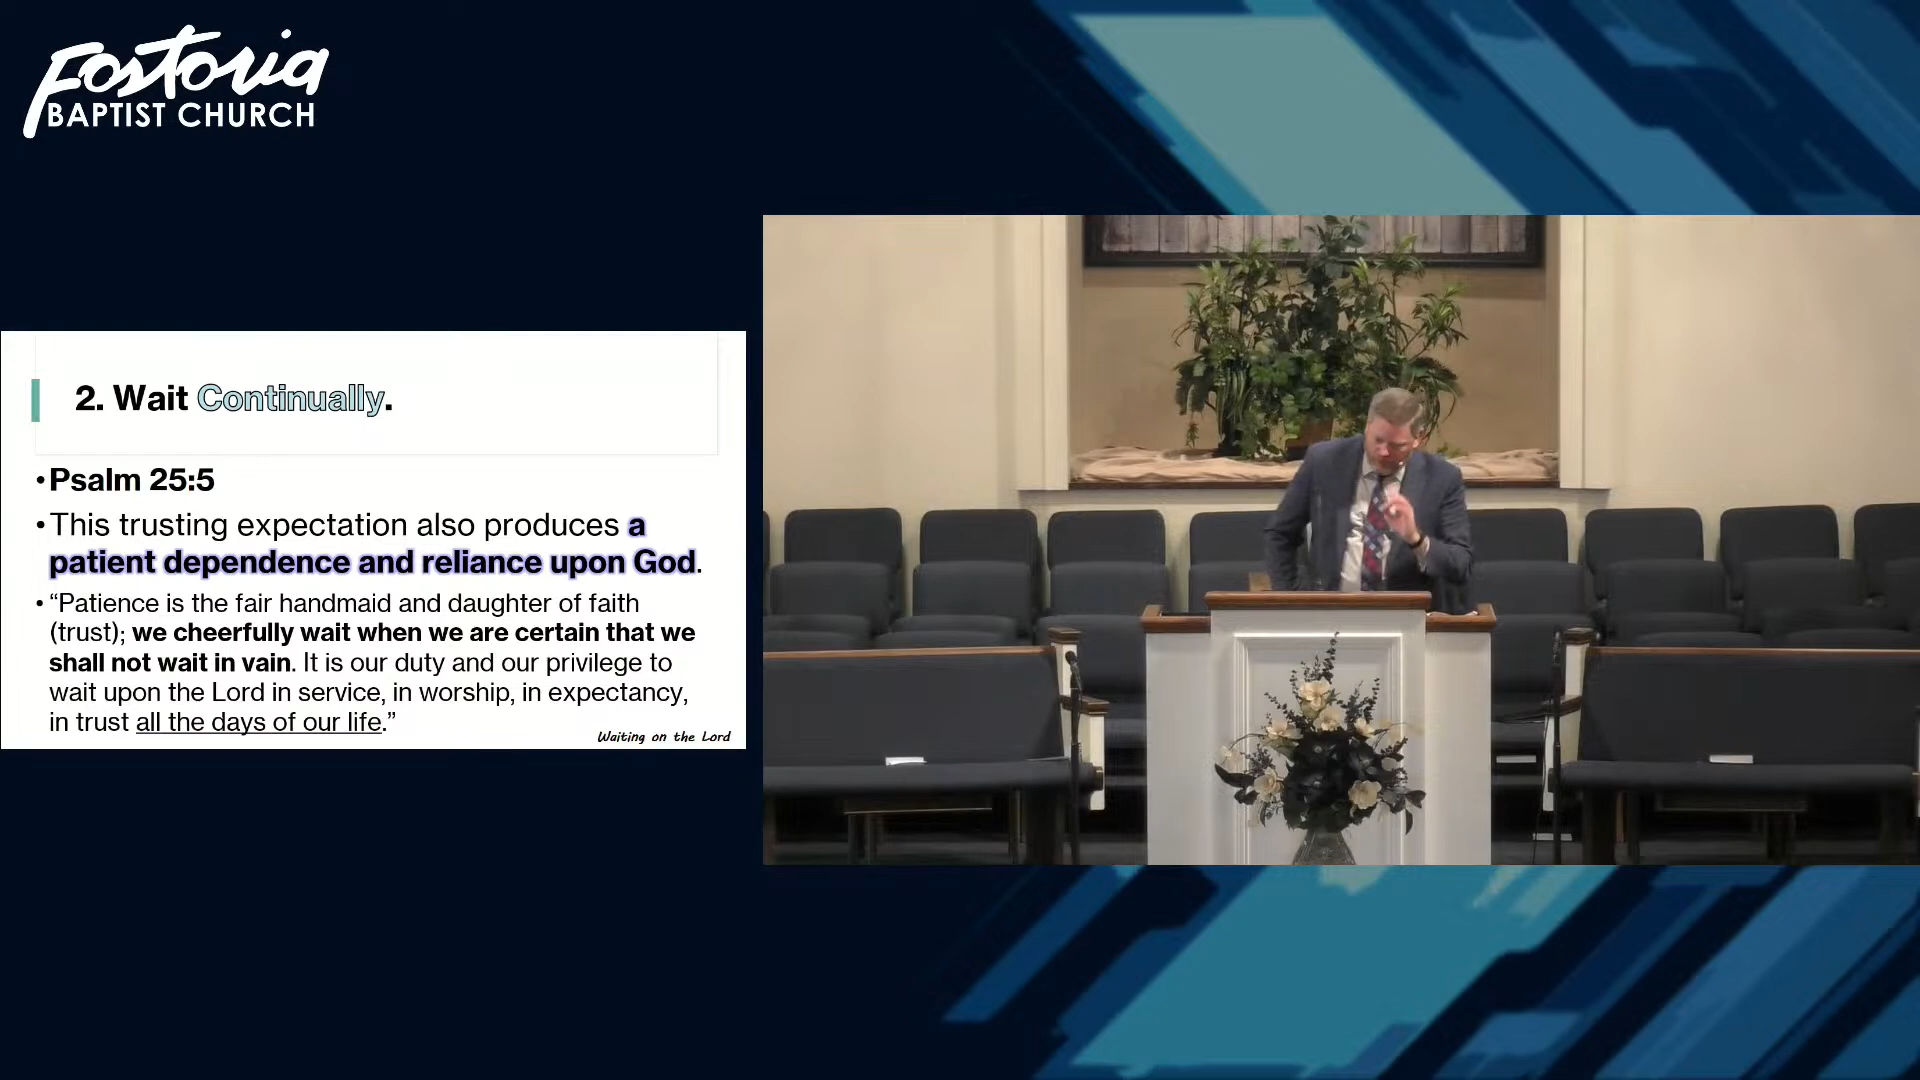 Fostoria
BAPTIST CHURCH
2. Wait Continually.
•Psalm 25:5
•This trusting expectation also produces a
patient dependence and reliance upon God.
•“Patience is the fair handmaid and daughter of faith
(trust); we cheerfully wait when we are certain that we
shall not wait in vain. It is our duty and our privilege to
wait upon the Lord in service, in worship, in expectancy,
in trust all the days of our life.”
Waiting on the Lord